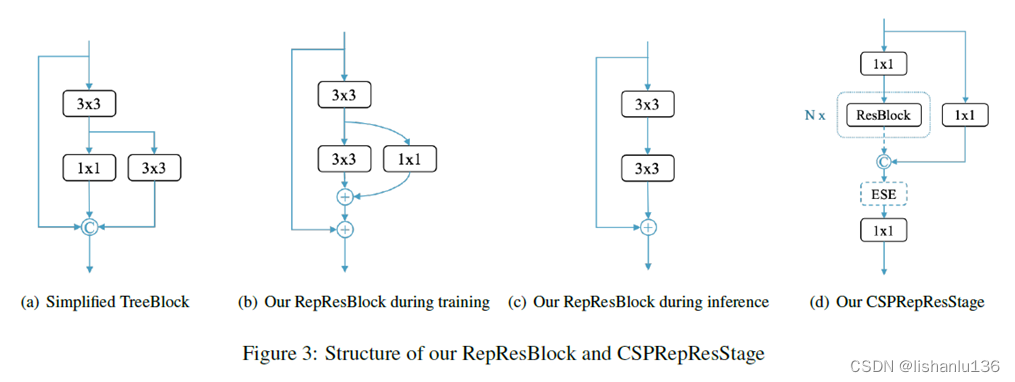 3x3
1x1
3x3
C
(a) Simplified TreeBlock
3x3
3x3
1x1
+
+
(b) Our RepResBlock during training
3x3
3x3
+
(c) Our RepResBlock during inference
1x1
N x
ResBlock
1x1
C
ESE
1x1
(d) Our CSPRepResStage
Figure 3: Structure of our RepResBlock and CSPRepResStage
CSDN @lishanlu136